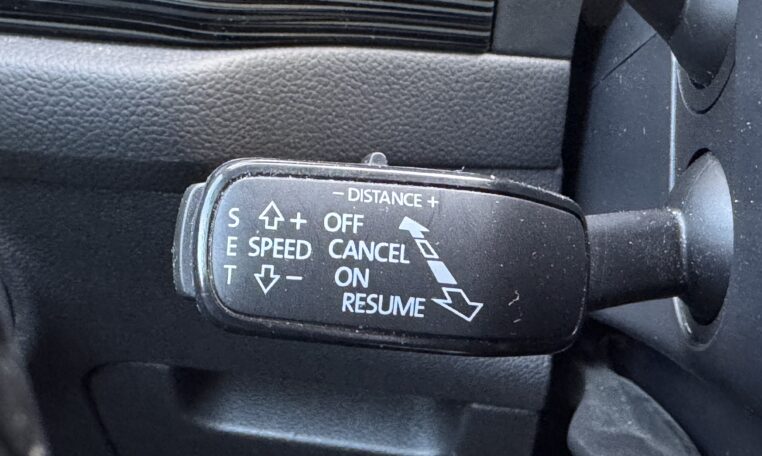 − DISTANCE +
S + OFF
E SPEED CANCEL
T − ON
RESUME